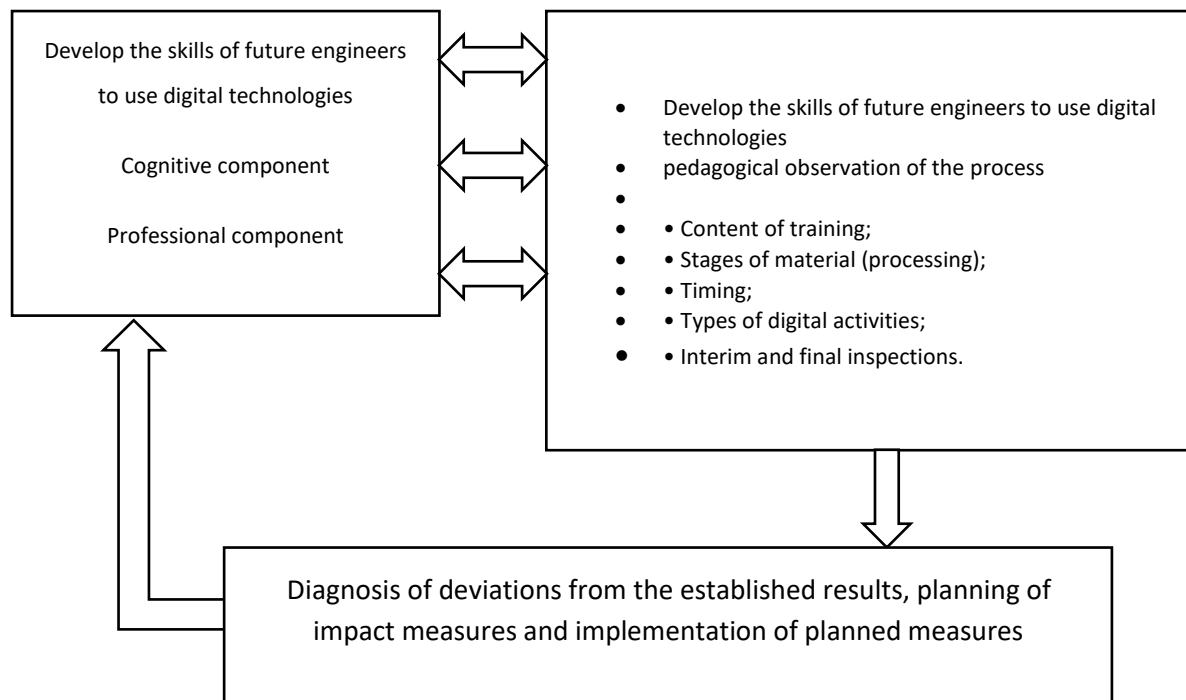 Develop the skills of future engineers
to use digital technologies
Cognitive component
Professional component
• Develop the skills of future engineers to use digital
technologies
• pedagogical observation of the process
•
• • Content of training;
• • Stages of material (processing);
• • Timing;
• • Types of digital activities;
• • Interim and final inspections.
Diagnosis of deviations from the established results, planning of
impact measures and implementation of planned measures